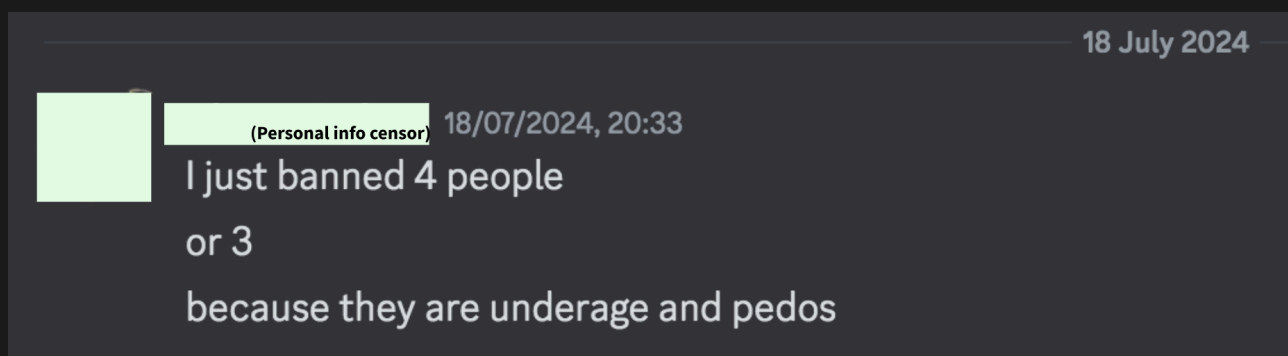 18 July 2024
(Personal info censor) 18/07/2024, 20:33
I just banned 4 people
or 3
because they are underage and pedos